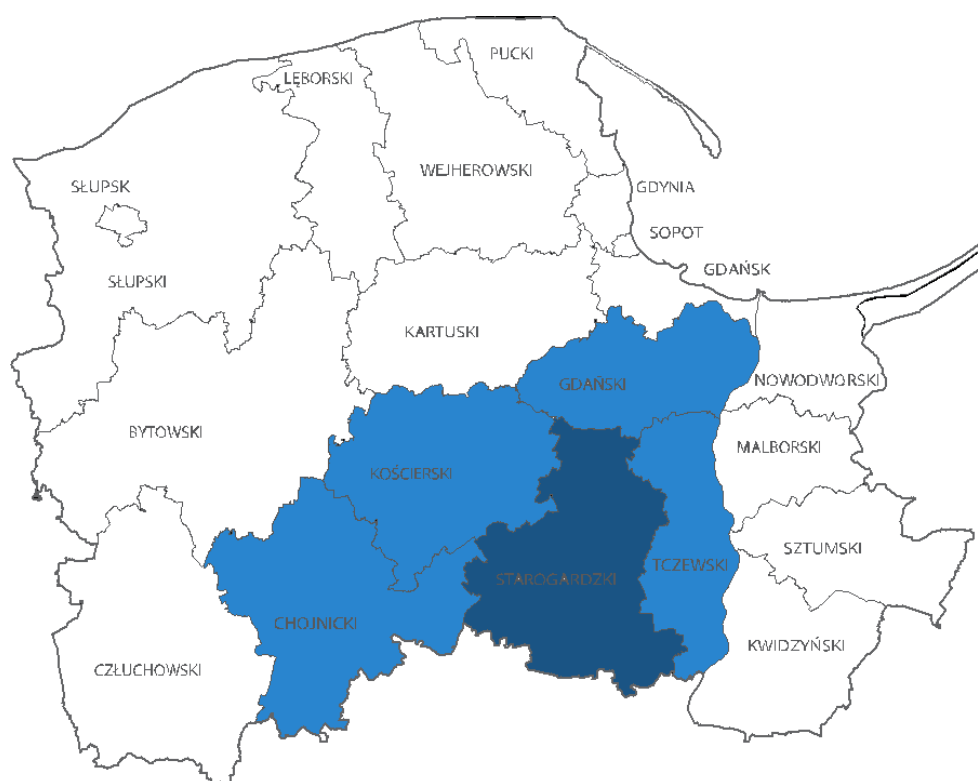 PUCKI
LĘBORSKI
WEJHEROWSKI
SŁUPSK
GDYNIA
SOPOT
GDAŃSK
SŁUPSKI
KARTUSKI
GDAŃSKI
NOWODWORSKI
BYTOWSKI
MALBORSKI
KOŚCIERSKI
SZTUMSKI
TCZEWSKI
STAROGARDZKI
CHOJNICKI
KWIDZYŃSKI
CZŁUCHOWSKI